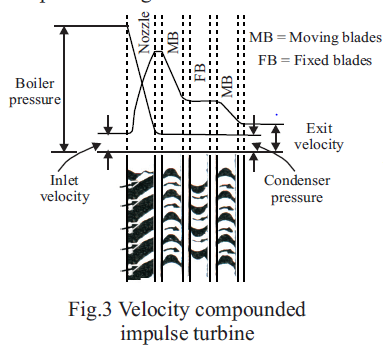 Nozzle
MB
FB
MB
MB = Moving blades
FB = Fixed blades
Boiler
pressure
Inlet
velocity
Exit
velocity
Condenser
pressure
Fig.3 Velocity compounded
impulse turbine